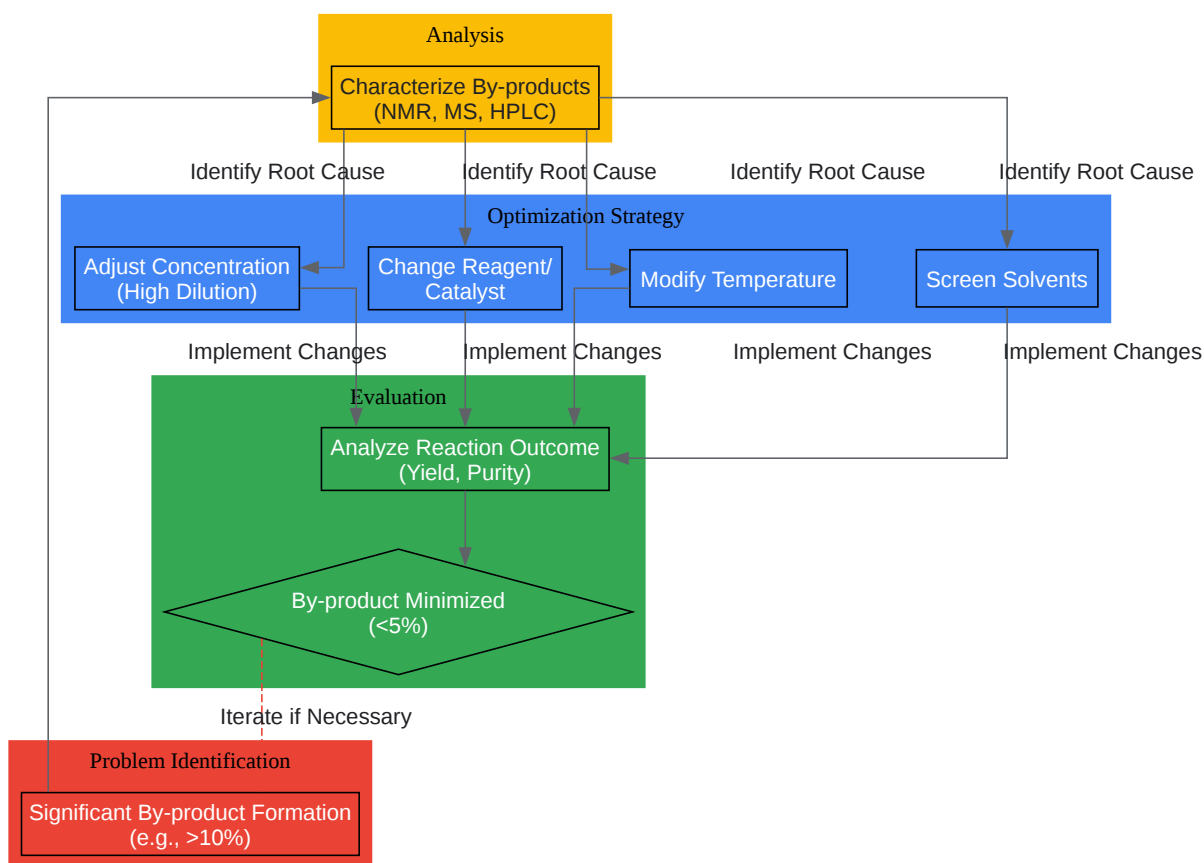 Analysis
Characterize By-products
(NMR, MS, HPLC)
Identify Root Cause
Identify Root Cause
Identify Root Cause
Identify Root Cause
Optimization Strategy
Adjust Concentration
(High Dilution)
Change Reagent/
Catalyst
Modify Temperature
Screen Solvents
Implement Changes
Implement Changes
Implement Changes
Implement Changes
Evaluation
Analyze Reaction Outcome
(Yield, Purity)
By-product Minimized
(<5%)
Iterate if Necessary
Problem Identification
Significant By-product Formation
(e.g., >10%)